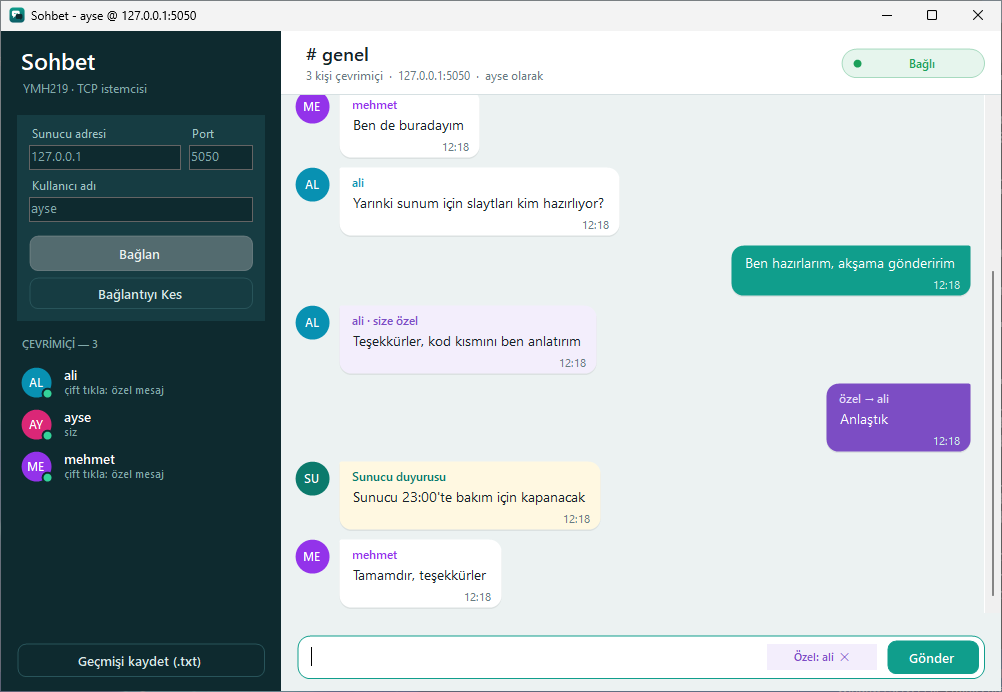 Sohbet - ayse @ 127.0.0.1:5050
Sohbet
YMH219 · TCP istemcisi
Sunucu adresi
Port
127.0.0.1
5050
Kullanıcı adı
ayse
Bağlan
Bağlantıyı Kes
ÇEVRİMİÇİ — 3
AL
ali
çift tıkla: özel mesaj
AY
ayse
siz
ME
mehmet
çift tıkla: özel mesaj
Geçmişi kaydet (.txt)
# genel
3 kişi çevrimiçi · 127.0.0.1:5050 · ayse olarak
Bağlı
ME
mehmet
Ben de buradayım
12:18
AL
ali
Yarınki sunum için slaytları kim hazırlıyor?
12:18
Ben hazırlarım, akşama gönderirim
12:18
AL
ali · size özel
Teşekkürler, kod kısmını ben anlatırım
12:18
özel → ali
Anlaştık
12:18
SU
Sunucu duyurusu
Sunucu 23:00'te bakım için kapanacak
12:18
ME
mehmet
Tamamdır, teşekkürler
12:18
Özel: ali ×
Gönder